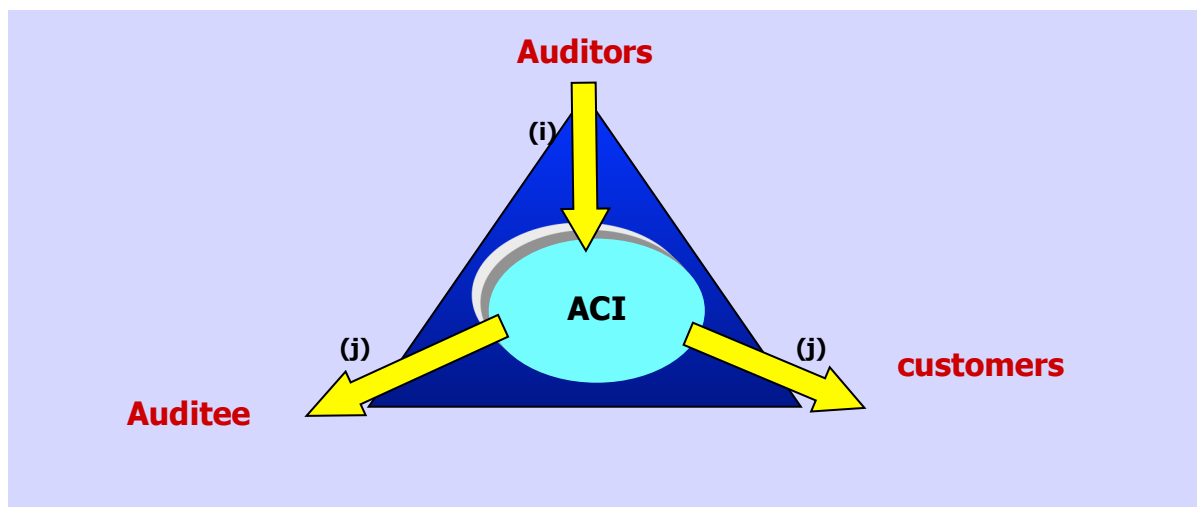 Auditors
(i)
ACI
(j)
(j)
customers
Auditee